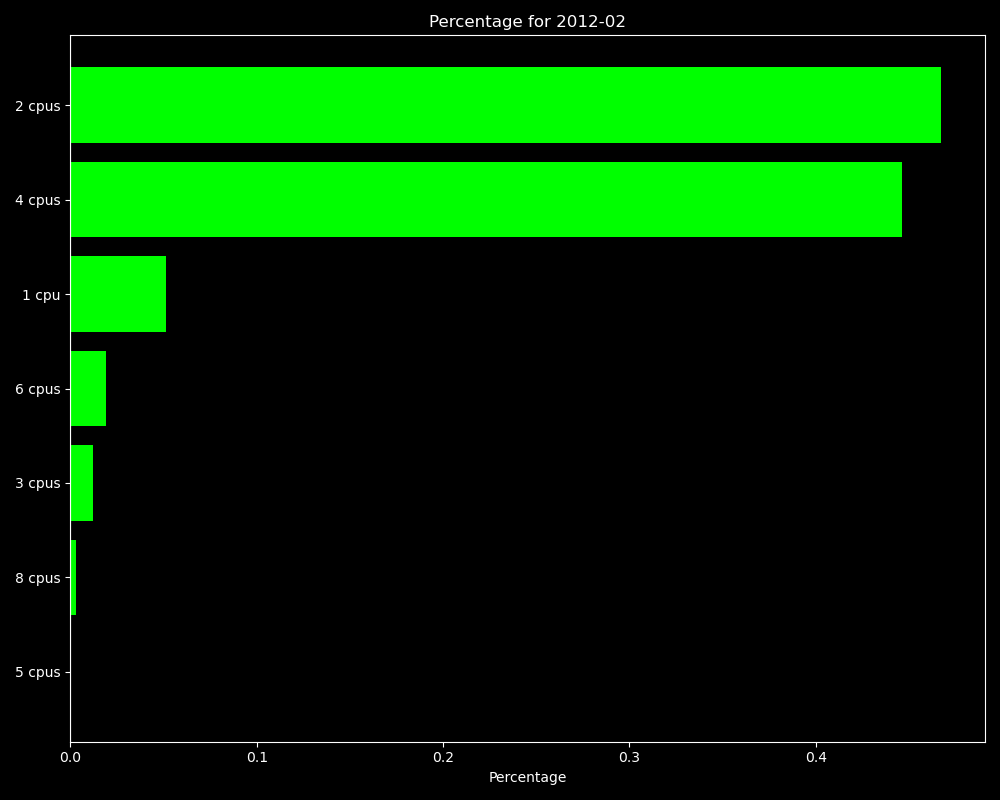 Percentage for 2012-02
2 cpus
4 cpus
1 cpu
6 cpus
3 cpus
8 cpus
5 cpus
0.0 0.1 0.2 0.3 0.4
Percentage